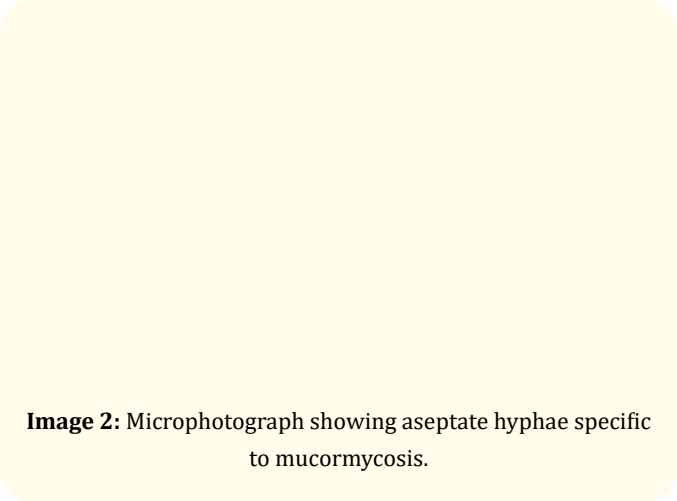 Image 2: Microphotograph showing aseptate hyphae specific
to mucormycosis.